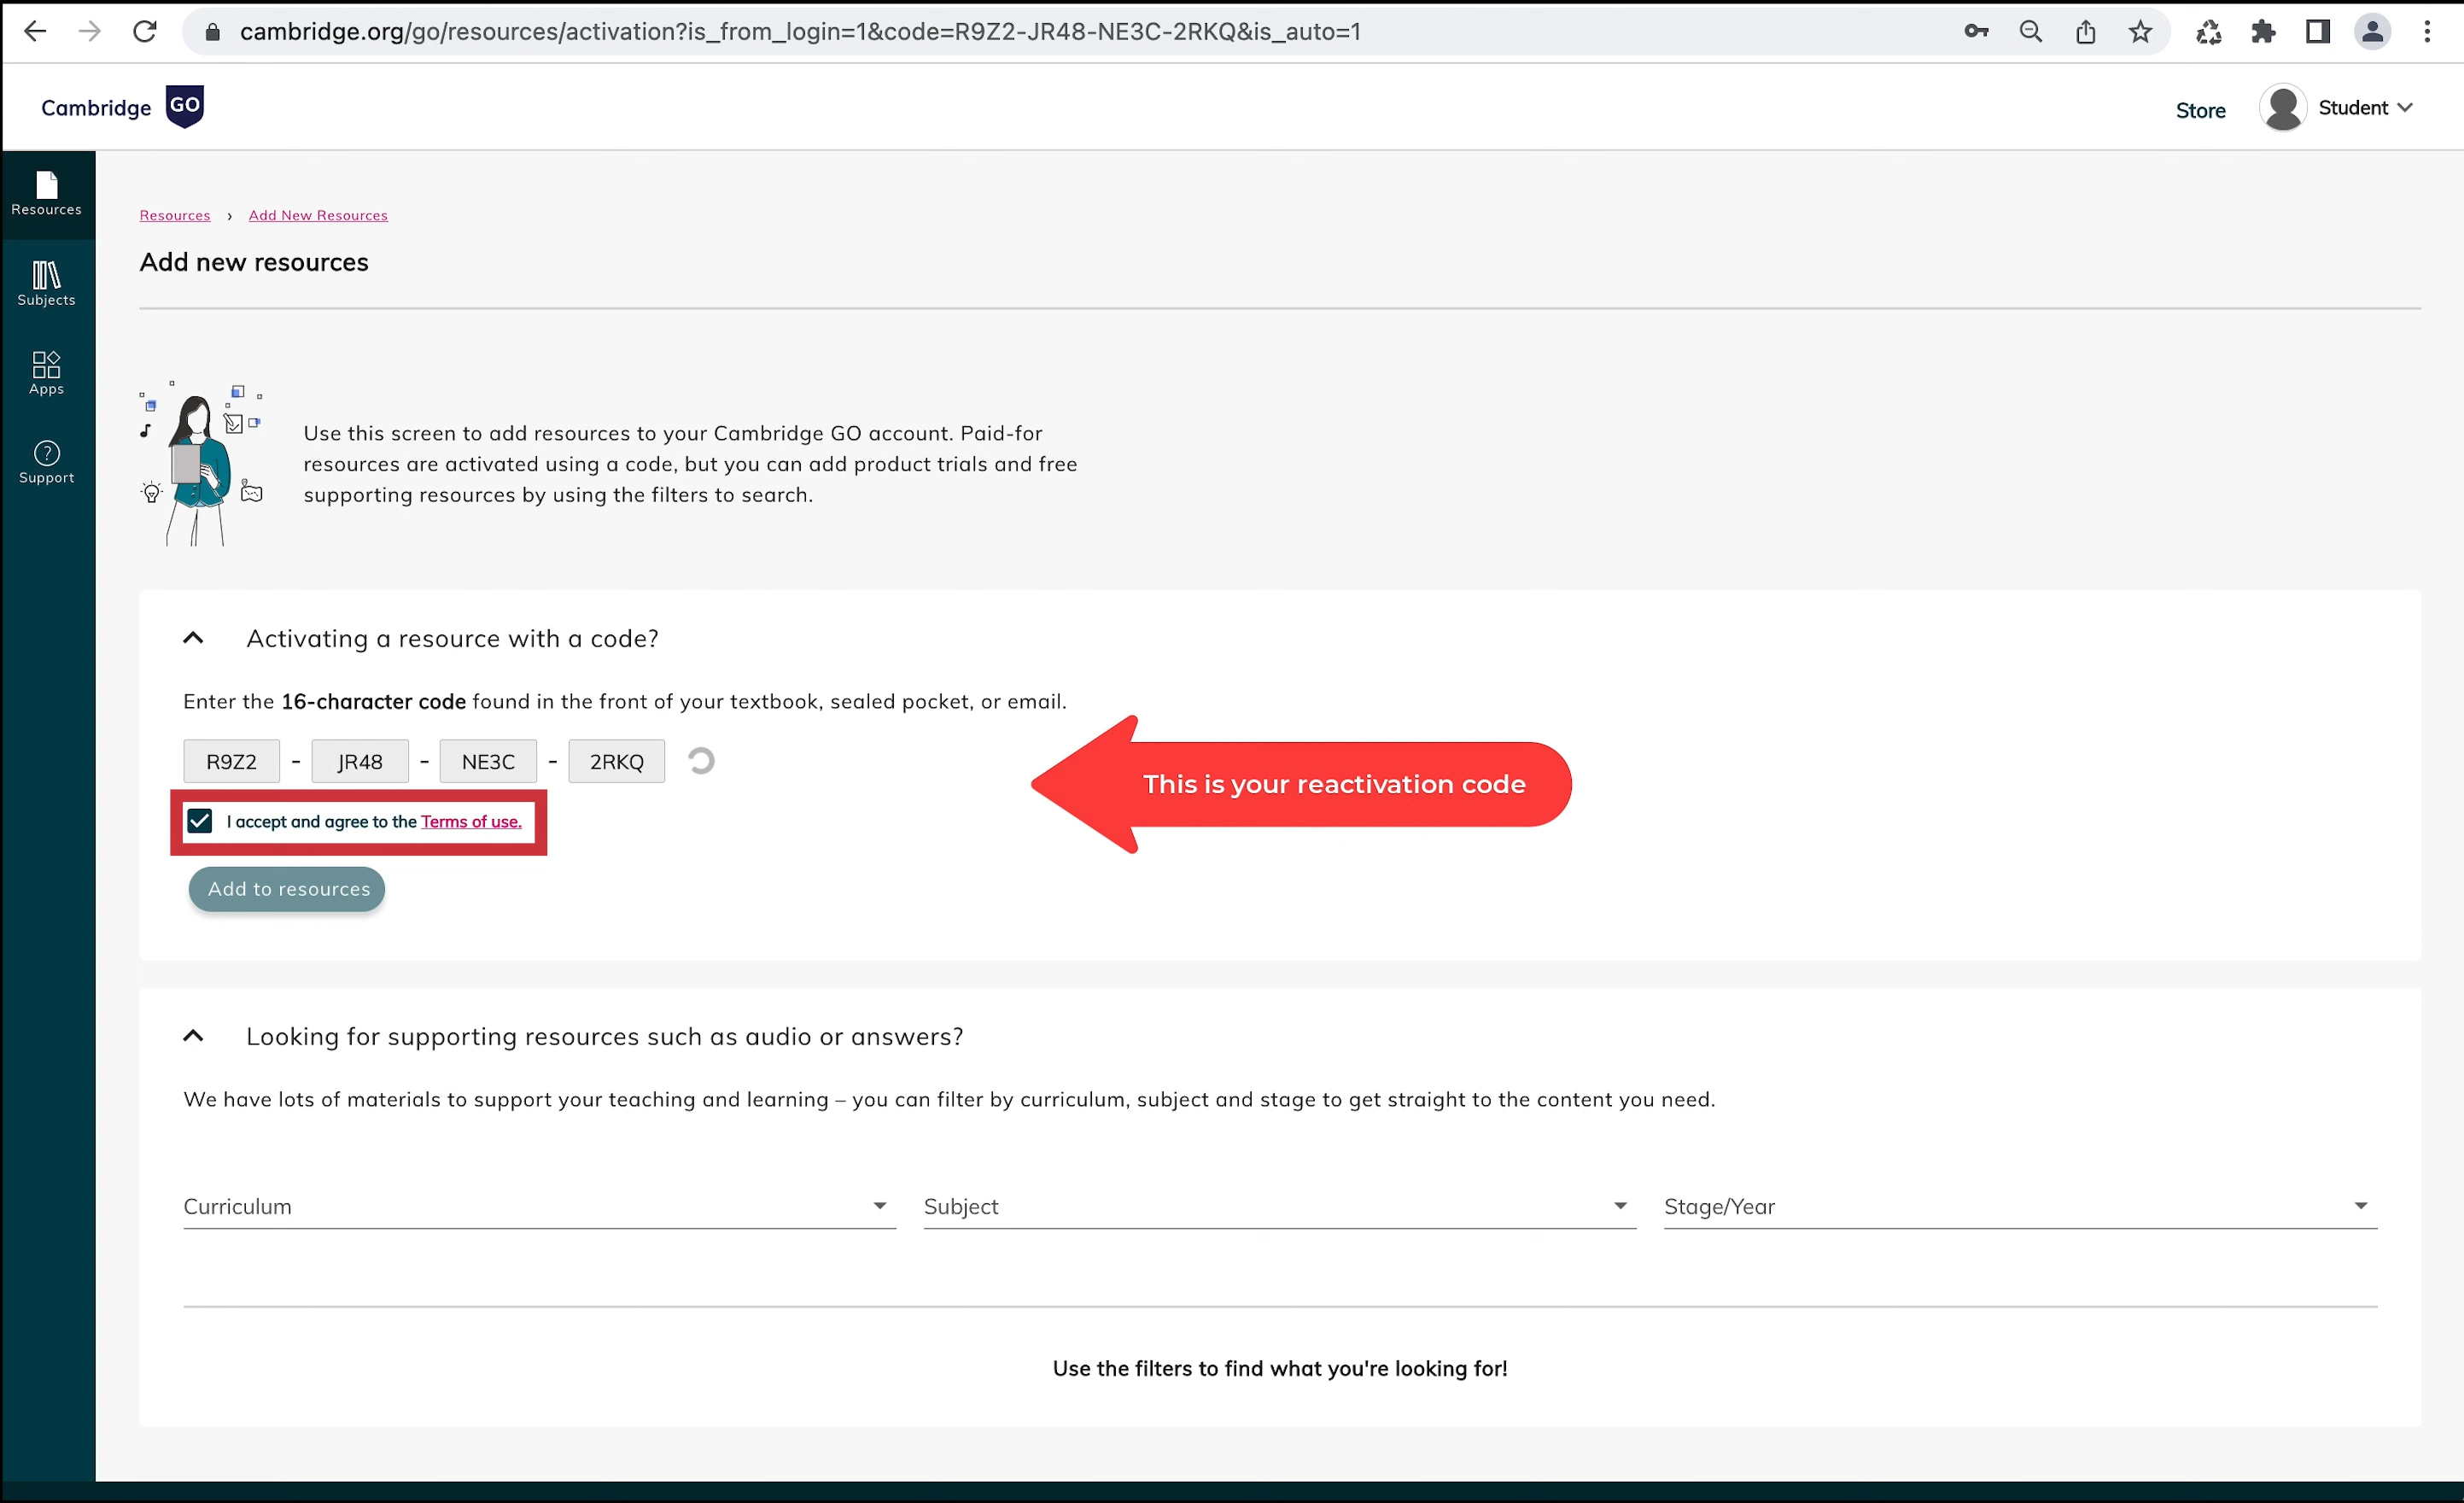 cambridge.org/go/resources/activation?is_from_login=1&code=R9Z2-JR48-NE3C-2RKQ&is_auto=1
Cambridge GO
Store
Student
Resources
Subjects
Apps
Support
Resources › Add New Resources
Add new resources
Use this screen to add resources to your Cambridge GO account. Paid-for
resources are activated using a code, but you can add product trials and free
supporting resources by using the filters to search.
Activating a resource with a code?
Enter the 16-character code found in the front of your textbook, sealed pocket, or email.
R9Z2 - JR48 - NE3C - 2RKQ
This is your reactivation code
I accept and agree to the Terms of use.
Add to resources
Looking for supporting resources such as audio or answers?
We have lots of materials to support your teaching and learning – you can filter by curriculum, subject and stage to get straight to the content you need.
Curriculum
Subject
Stage/Year
Use the filters to find what you're looking for!